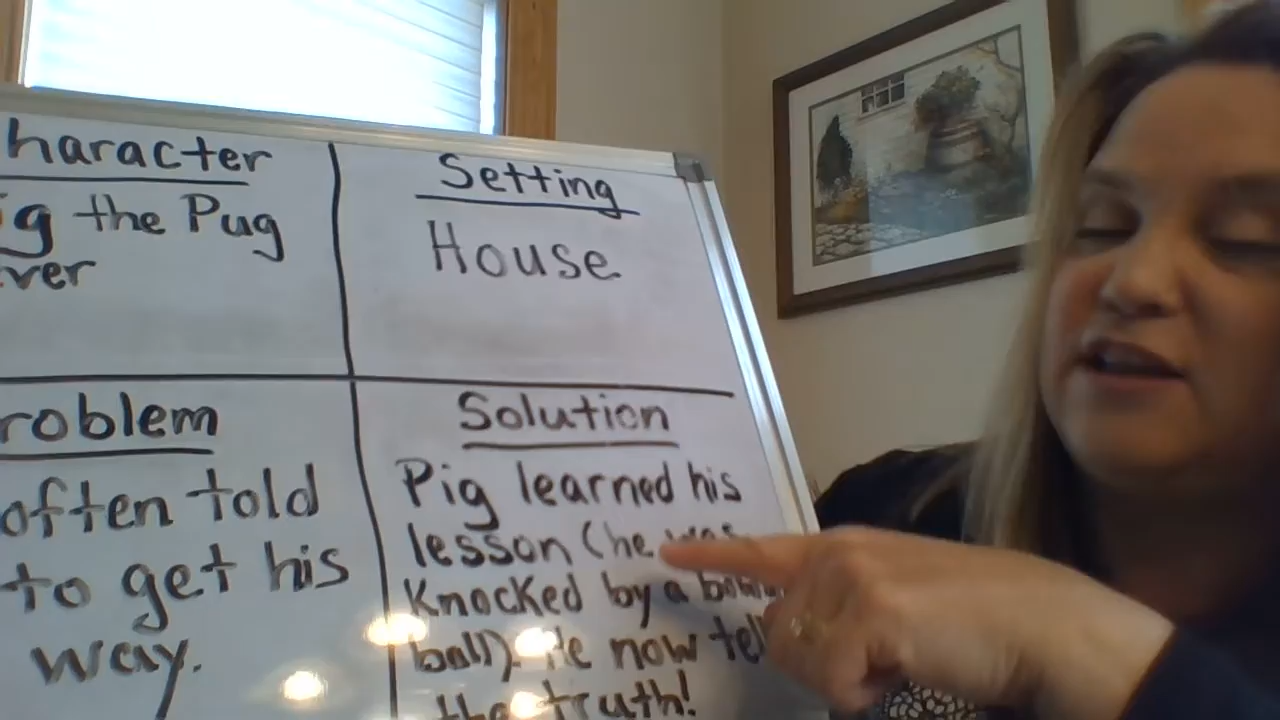 haracter
ig the Pug
ver
Setting
House
roblem
often told
to get his
way.
Solution
Pig learned his
lesson (he was
Knocked by a
ball). He now tell
the truth!